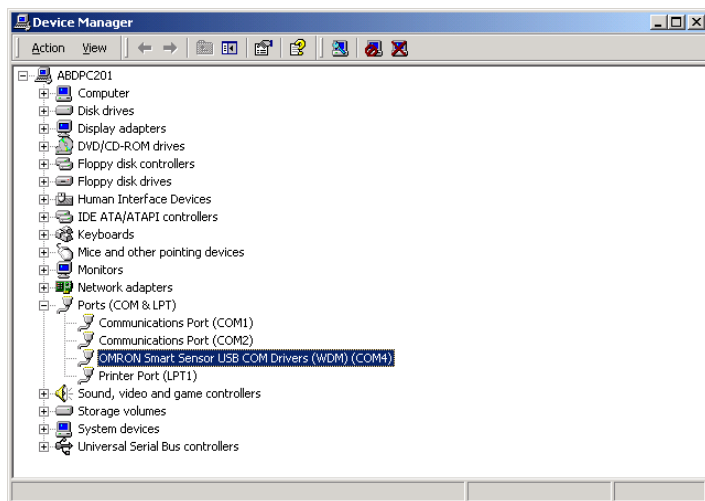 Device Manager
Action View
ABDPC201
Computer
Disk drives
Display adapters
DVD/CD-ROM drives
Floppy disk controllers
Floppy disk drives
Human Interface Devices
IDE ATA/ATAPI controllers
Keyboards
Mice and other pointing devices
Monitors
Network adapters
Ports (COM & LPT)
Communications Port (COM1)
Communications Port (COM2)
OMRON Smart Sensor USB COM Drivers (WDM) (COM4)
Printer Port (LPT1)
Sound, video and game controllers
Storage volumes
System devices
Universal Serial Bus controllers